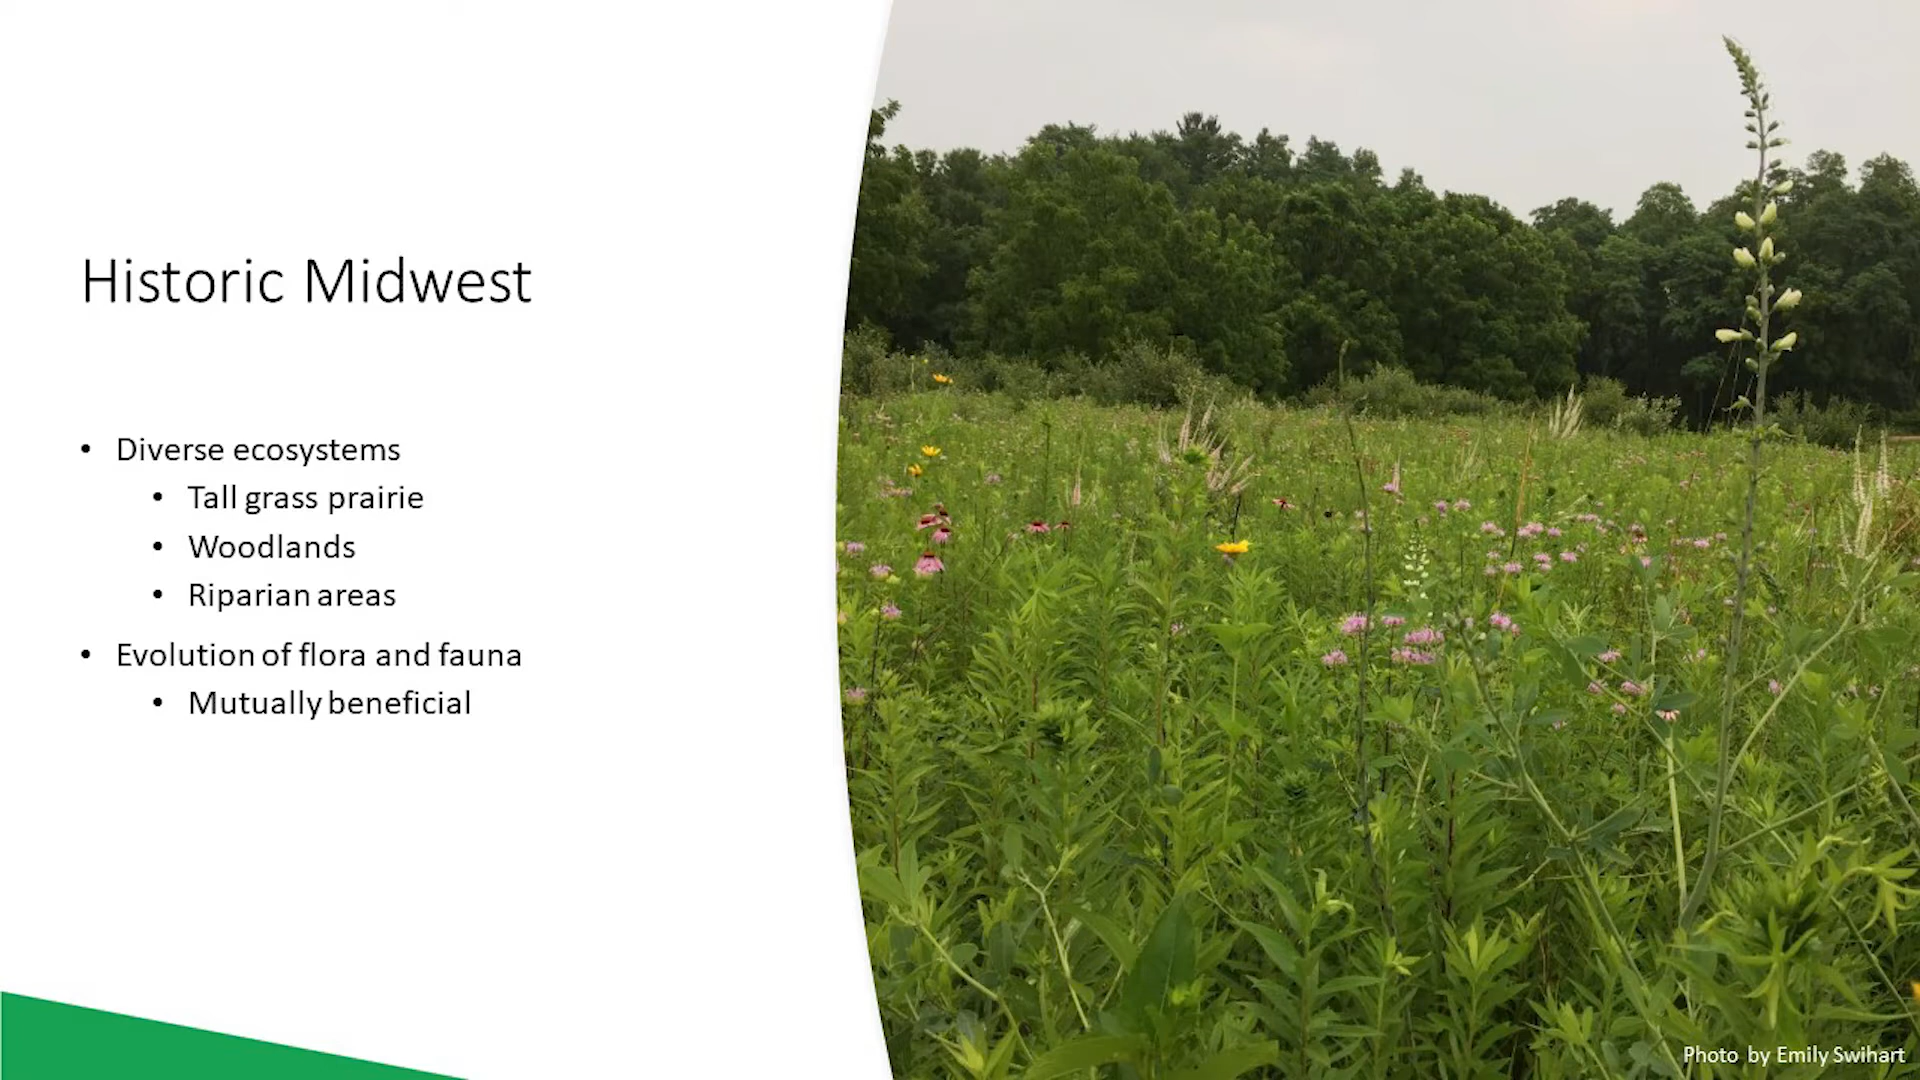 Historic Midwest
• Diverse ecosystems
• Tall grass prairie
• Woodlands
• Riparian areas
• Evolution of flora and fauna
• Mutually beneficial
Photo by Emily Swihart